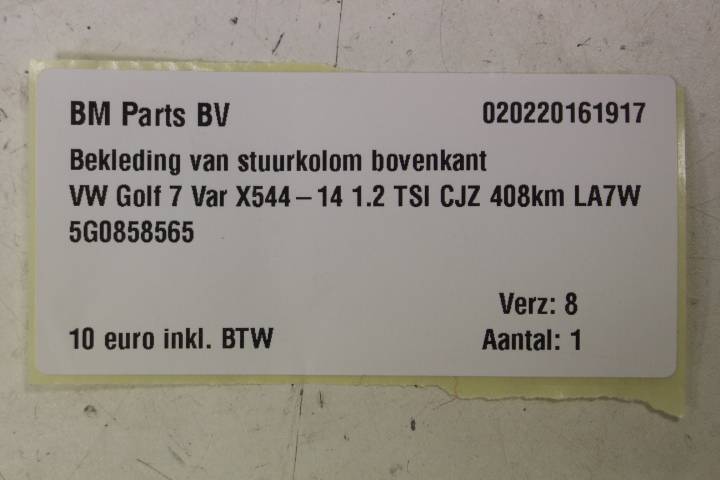 BM Parts BV 020220161917
Bekleding van stuurkolom bovenkant
VW Golf 7 Var X544-14 1.2 TSI CJZ 408km LA7W
5G0858565
Verz: 8
10 euro inkl. BTW Aantal: 1